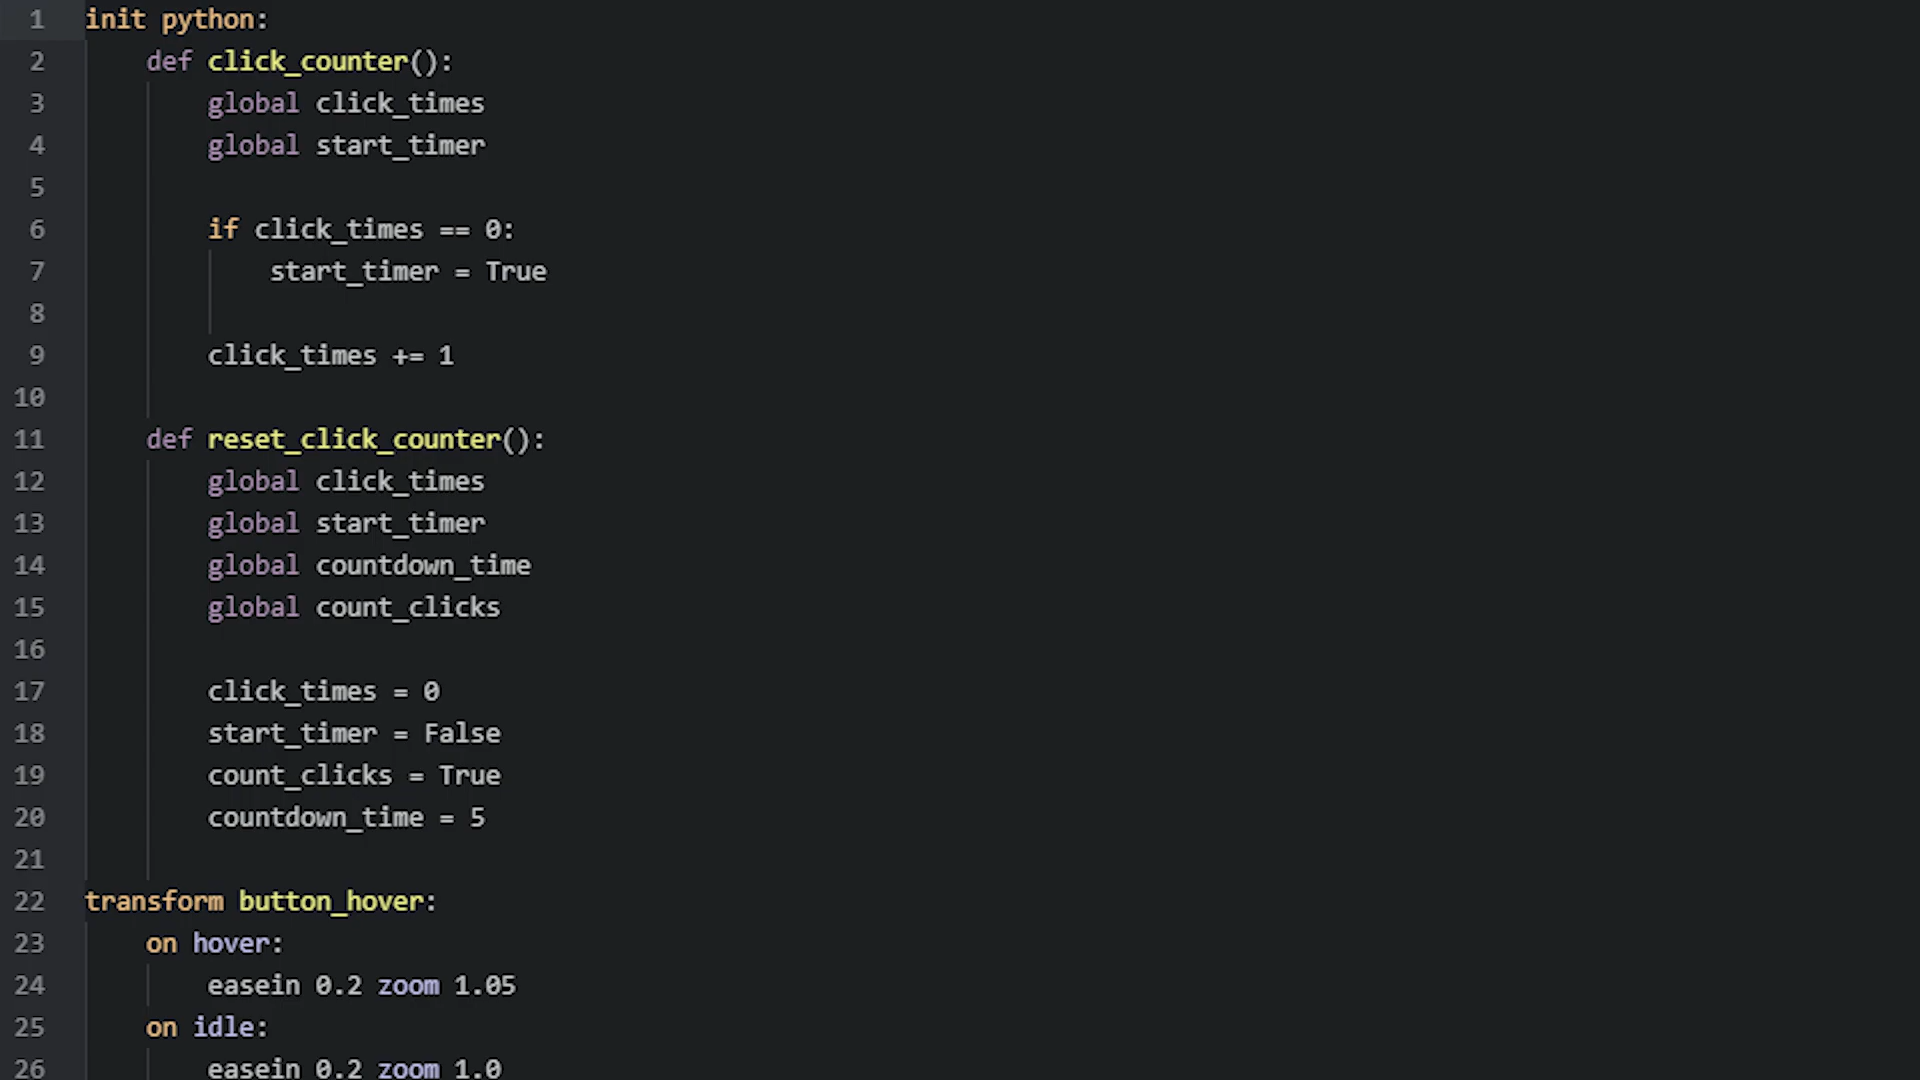 1 init python:
2     def click_counter():
3         global click_times
4         global start_timer
5
6         if click_times == 0:
7             start_timer = True
8
9         click_times += 1
10
11     def reset_click_counter():
12         global click_times
13         global start_timer
14         global countdown_time
15         global count_clicks
16
17         click_times = 0
18         start_timer = False
19         count_clicks = True
20         countdown_time = 5
21
22 transform button_hover:
23     on hover:
24         easein 0.2 zoom 1.05
25     on idle:
26         easein 0.2 zoom 1.0